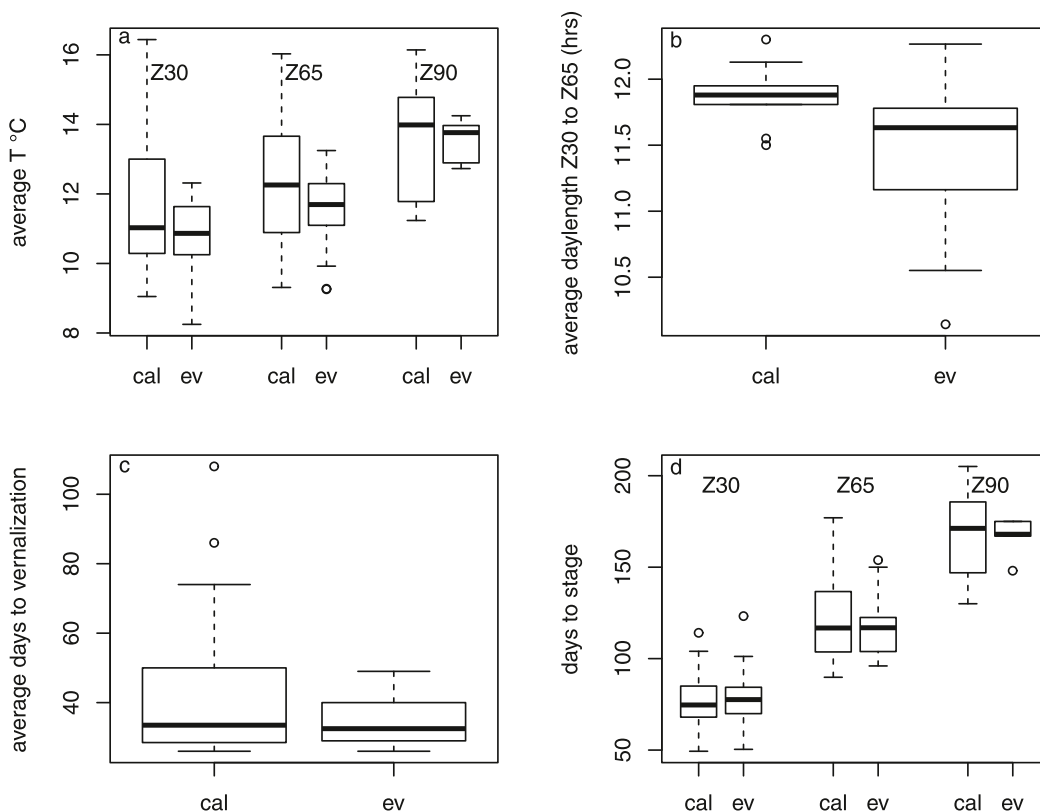 a
Z30
Z65
Z90
average T °C
16
14
12
10
8
cal
ev
cal
ev
cal
ev
b
average daylength Z30 to Z65 (hrs)
12.0
11.5
11.0
10.5
cal
ev
c
average days to vernalization
100
80
60
40
cal
ev
d
Z30
Z65
Z90
days to stage
200
150
100
50
cal
ev
cal
ev
cal
ev